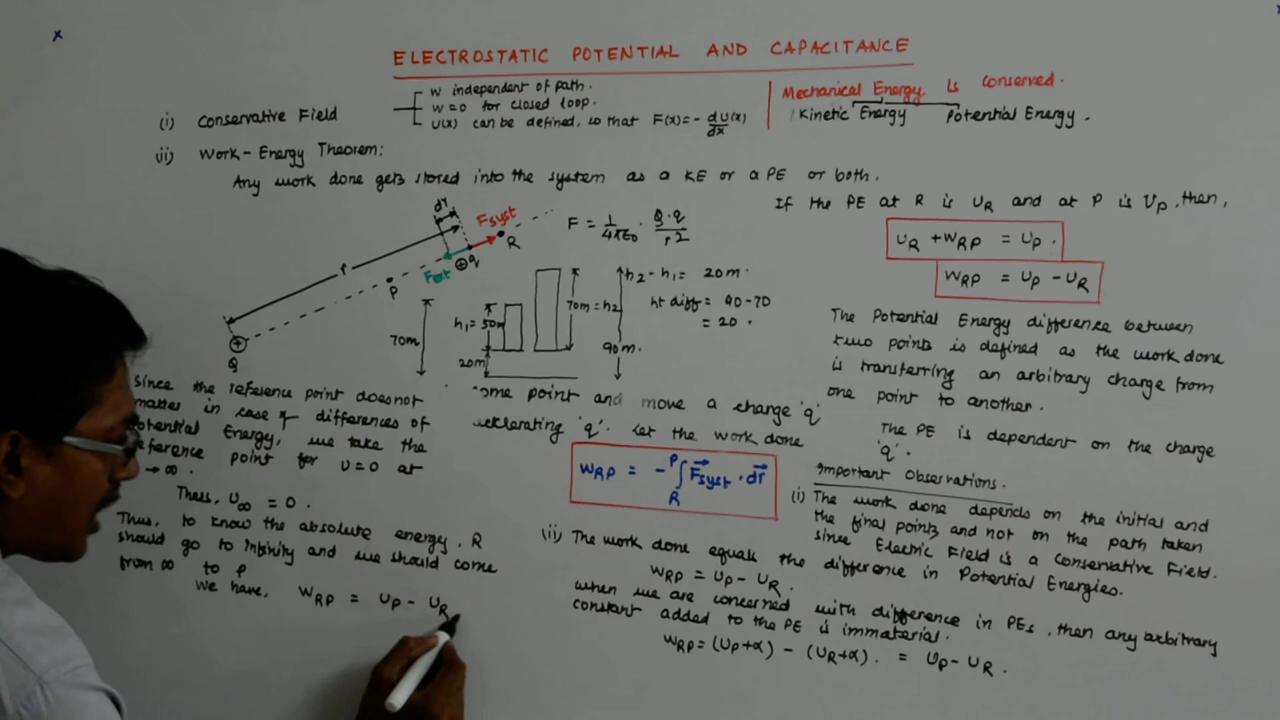 ELECTROSTATIC POTENTIAL AND CAPACITANCE
(i) Conservative Field
W independent of path.
W=0 for closed loop.
U(x) can be defined, so that F(x) = - dU(x)/dx
Mechanical Energy is conserved.
Kinetic Energy Potential Energy.
(ii) Work-Energy Theorem:
Any work done gets stored into the system as a KE or a PE or both.
dr
r
Fsyst
R
Fext
⊕q
P
⊕
Q
F = 1/4πε0 · Q·q/r2
70m
h1=50m
20m
70m=h2
90m.
h2-h1= 20m.
ht diff = 90-70
= 20.
If the PE at R is UR and at P is UP, then,
UR + WRP = UP.
WRP = UP - UR
The Potential Energy difference between
two points is defined as the work done
is transferring an arbitrary charge from
one point to another.
The PE is dependent on the charge
'q'.
Since the reference point does not
matter in case of differences of
Potential Energy, we take the
reference point for U=0 at
→∞.
Thus, U∞ = 0.
Thus, to know the absolute energy, R
should go to infinity and we should come
from ∞ to P
We have, WRP = UP - UR
some point and move a charge 'q'
'q'. Let the work done
WRP = - ∫ R P Fsyst · dr
Important Observations.
(i) The work done depends on the initial and
the final points and not on the path taken
since Electric Field is a Conservative Field.
(ii) The work done equals the difference in Potential Energies.
WRP = UP - UR.
when we are concerned with difference in PEs, then any arbitrary
constant added to the PE is immaterial.
WRP = (UP+α) - (UR+α). = UP - UR.